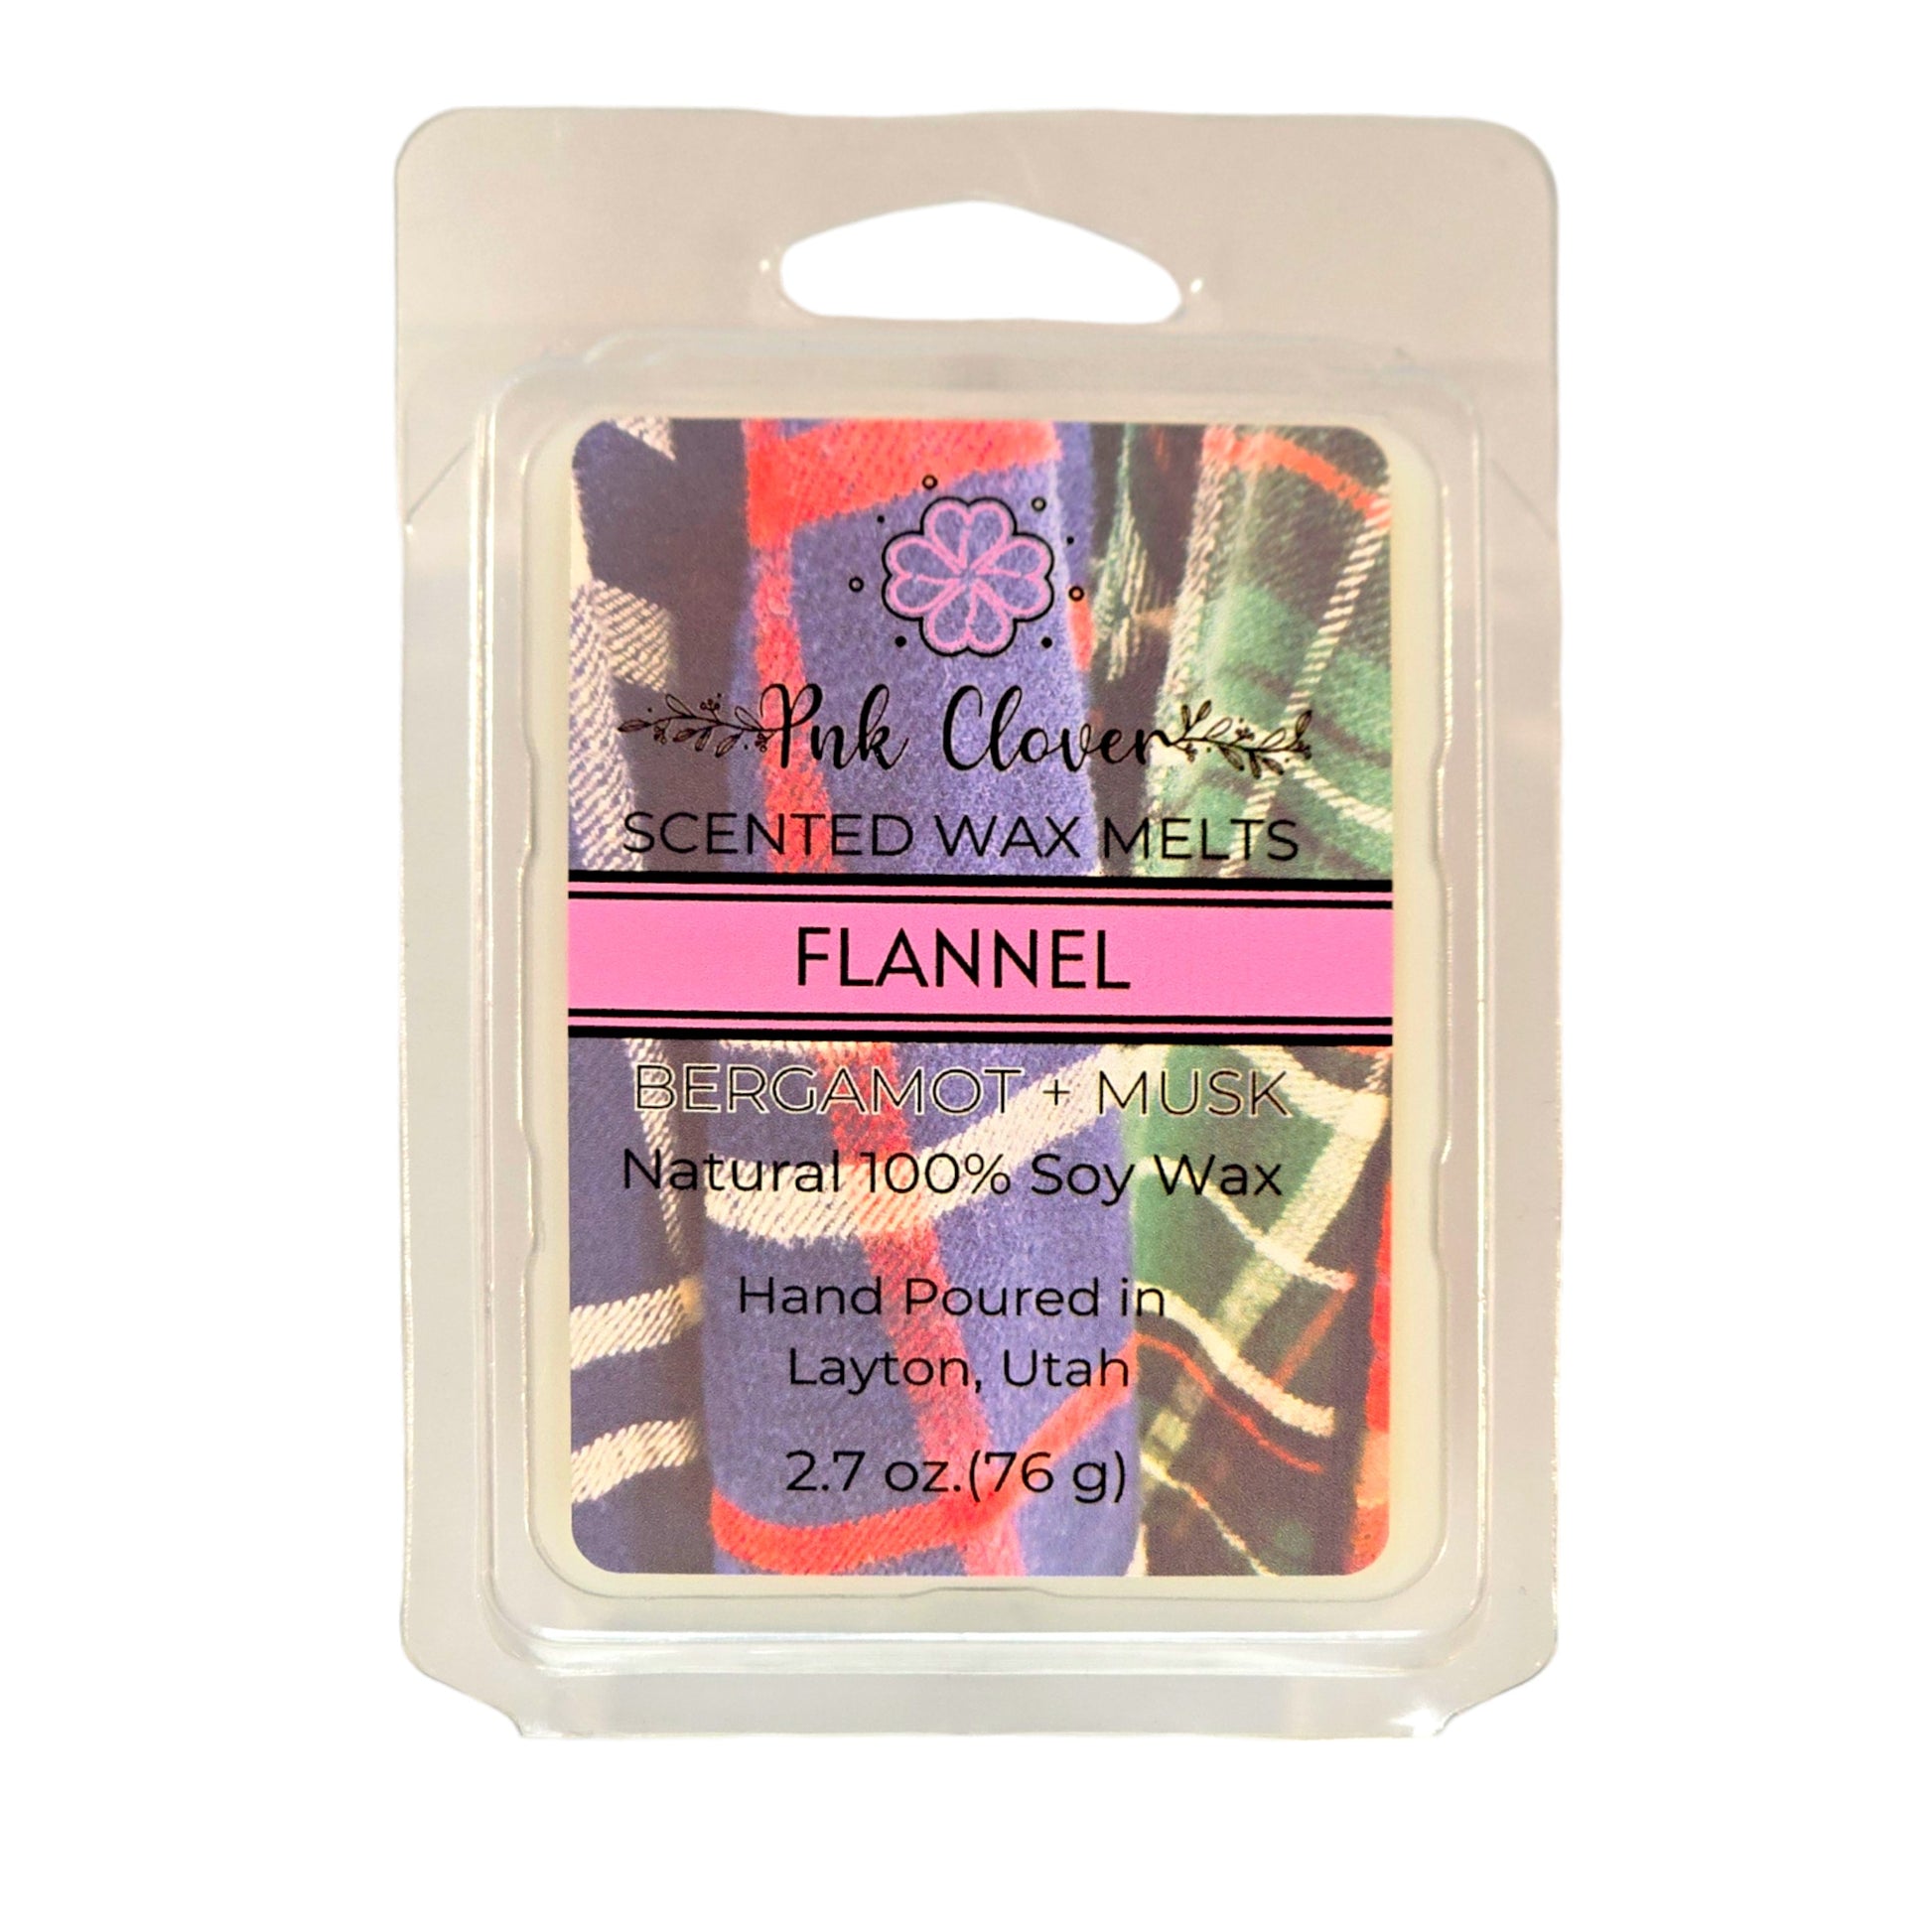 Pnk Clover
SCENTED WAX MELTS
FLANNEL
BERGAMOT + MUSK
Natural 100% Soy Wax
Hand Poured in
Layton, Utah
2.7 oz.(76 g)